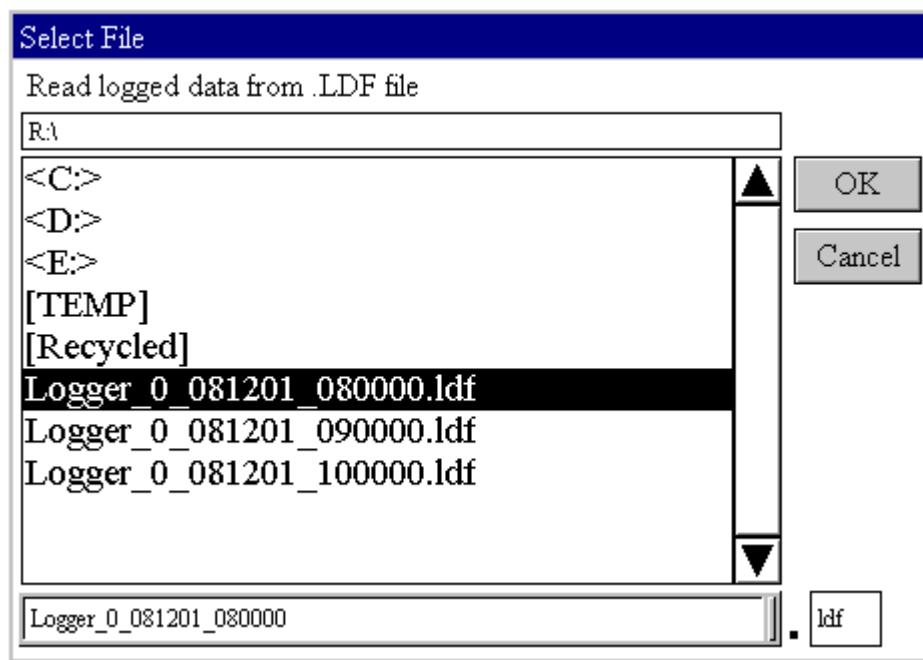 Select File
Read logged data from .LDF file
R:\
<C:>
OK
<D:>
<E:>
Cancel
[TEMP]
[Recycled]
Logger_0_081201_080000.ldf
Logger_0_081201_090000.ldf
Logger_0_081201_100000.ldf
Logger_0_081201_080000 . ldf